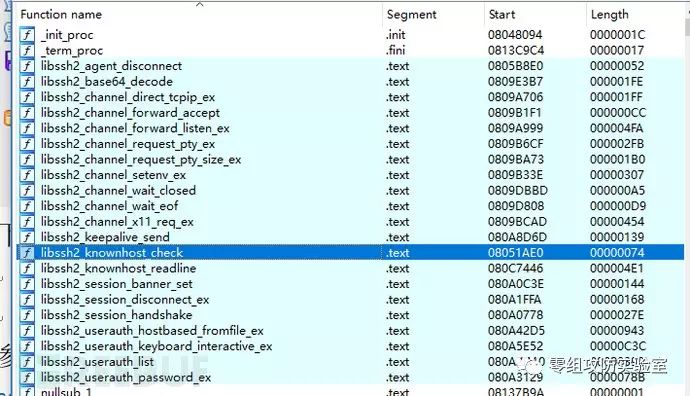 Function name Segment Start Length
f _init_proc .init 08048094 0000001C
f _term_proc .fini 0813C9C4 00000017
f libssh2_agent_disconnect .text 0805B8E0 00000052
f libssh2_base64_decode .text 0809E3B7 000001FE
f libssh2_channel_direct_tcpip_ex .text 0809A706 000001FF
f libssh2_channel_forward_accept .text 0809B1F1 000000CC
f libssh2_channel_forward_listen_ex .text 0809A999 000004FA
f libssh2_channel_request_pty_ex .text 0809B6CF 000002FB
f libssh2_channel_request_pty_size_ex .text 0809BA73 000001B0
f libssh2_channel_setenv_ex .text 0809B33E 00000307
f libssh2_channel_wait_closed .text 0809DBBD 000000A5
f libssh2_channel_wait_eof .text 0809D808 000000D9
f libssh2_channel_x11_req_ex .text 0809BCAD 00000454
f libssh2_keepalive_send .text 080A8D6D 00000139
f libssh2_knownhost_check .text 08051AE0 00000074
f libssh2_knownhost_readline .text 080C7446 000004E1
f libssh2_session_banner_set .text 080A0C3E 00000144
f libssh2_session_disconnect_ex .text 080A1FFA 00000168
f libssh2_session_handshake .text 080A0778 0000027E
f libssh2_userauth_hostbased_fromfile_ex .text 080A42D5 00000943
f libssh2_userauth_keyboard_interactive_ex .text 080A5E52 00000C3C
f libssh2_userauth_list .text
f libssh2_userauth_password_ex .text 080A3129 0000078B
f nullsub_1 .text 08137B9A 00000001
零组攻防实验室